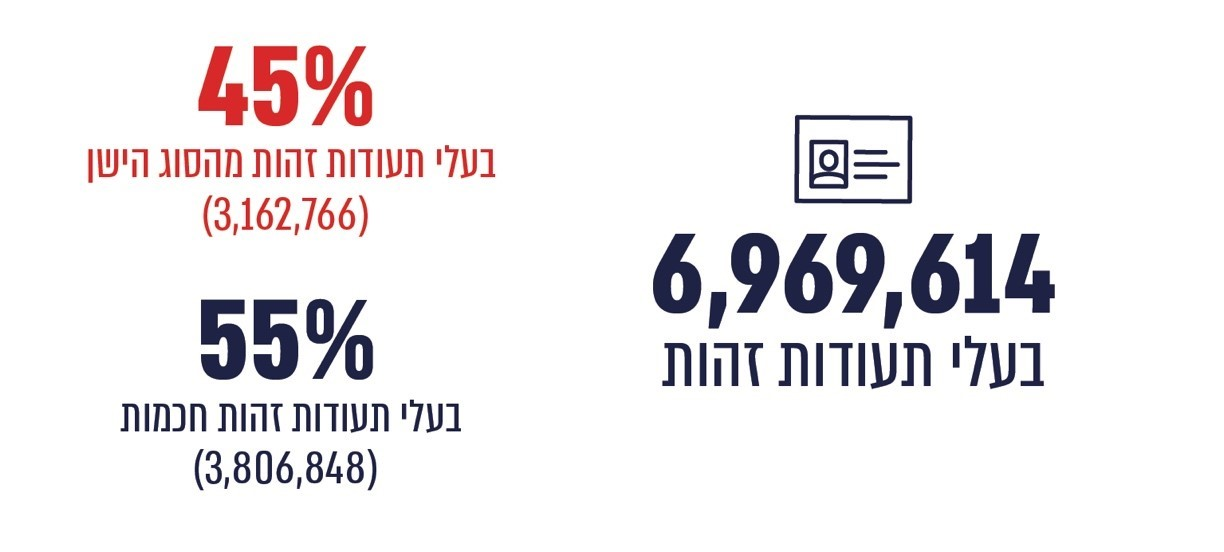 6,969,614
בעלי תעודות זהות
45%
בעלי תעודות זהות מהסוג הישן
(3,162,766)
55%
בעלי תעודות זהות חכמות
(3,806,848)